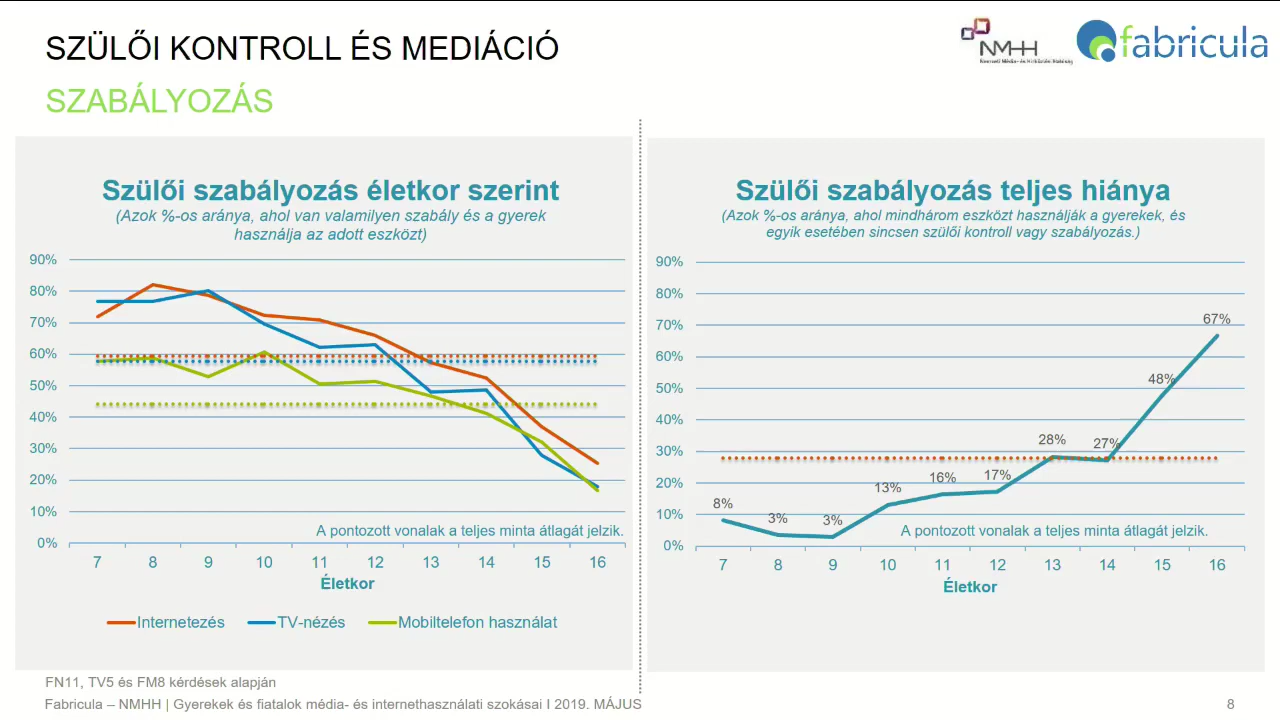 SZÜLŐI KONTROLL ÉS MEDIÁCIÓ
SZABÁLYOZÁS
NMHH
Nemzeti Média- és Hírközlési Hatóság
fabricula
Szülői szabályozás életkor szerint
(Azok %-os aránya, ahol van valamilyen szabály és a gyerek
használja az adott eszközt)
90%
80%
70%
60%
50%
40%
30%
20%
10%
0%
A pontozott vonalak a teljes minta átlagát jelzik.
7 8 9 10 11 12 13 14 15 16
Életkor
Internetezés TV-nézés Mobiltelefon használat
Szülői szabályozás teljes hiánya
(Azok %-os aránya, ahol mindhárom eszközt használják a gyerekek, és
egyik esetében sincsen szülői kontroll vagy szabályozás.)
90%
80%
70%
60%
50%
40%
30%
20%
10%
0%
8% 3% 3% 13% 16% 17% 28% 27% 48% 67%
A pontozott vonalak a teljes minta átlagát jelzik.
7 8 9 10 11 12 13 14 15 16
Életkor
FN11, TV5 és FM8 kérdések alapján
Fabricula – NMHH | Gyerekek és fiatalok média- és internethasználati szokásai I 2019. MÁJUS
8